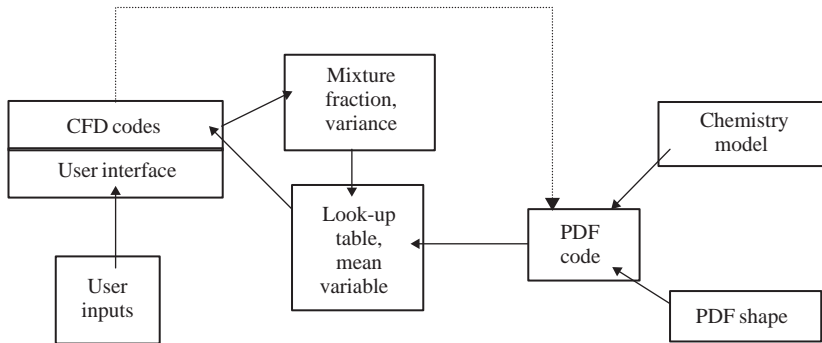 CFD codes
User interface
User
inputs
Mixture
fraction,
variance
Look-up
table,
mean
variable
PDF
code
Chemistry
model
PDF shape